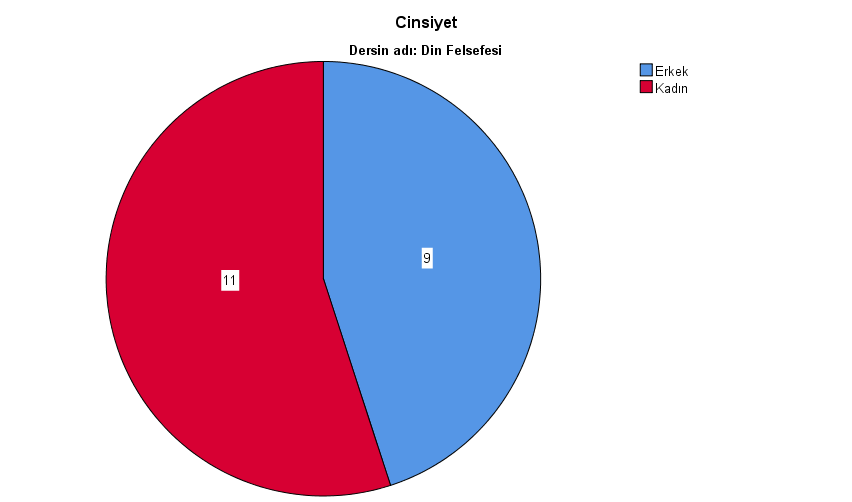 Cinsiyet
Dersin adı: Din Felsefesi
Erkek
Kadın
9
11